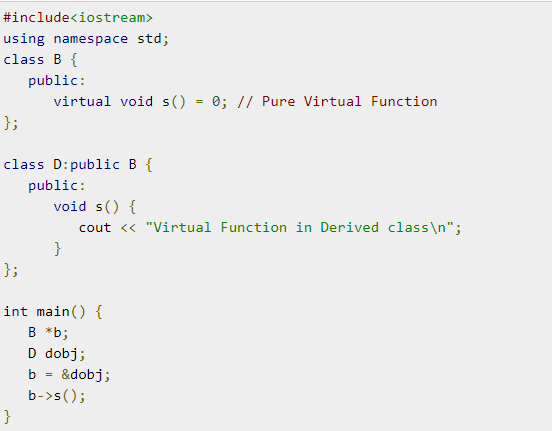 #include<iostream>
using namespace std;
class B {
   public:
      virtual void s() = 0; // Pure Virtual Function
};

class D:public B {
   public:
      void s() {
         cout << "Virtual Function in Derived class\n";
      }
};

int main() {
   B *b;
   D dobj;
   b = &dobj;
   b->s();
}